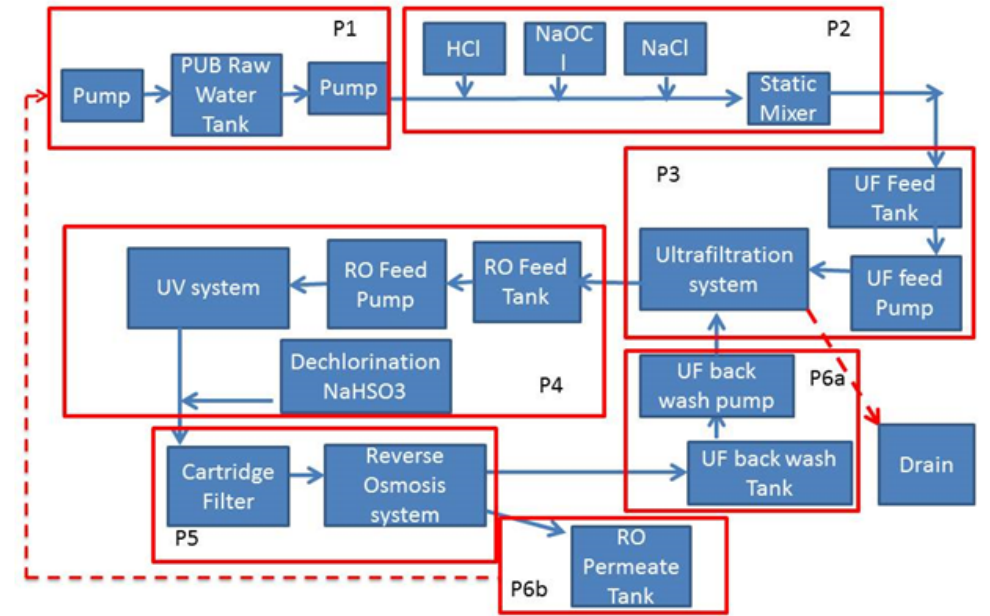 P1
Pump
PUB Raw
Water
Tank
Pump
P2
HCl
NaOC
l
NaCl
Static
Mixer
P3
UF Feed
Tank
UF feed
Pump
Ultrafiltration
system
P4
RO Feed
Tank
RO Feed
Pump
UV system
Dechlorination
NaHSO3
P5
Cartridge
Filter
Reverse
Osmosis
system
P6a
UF back
wash pump
UF back wash
Tank
Drain
P6b
RO
Permeate
Tank